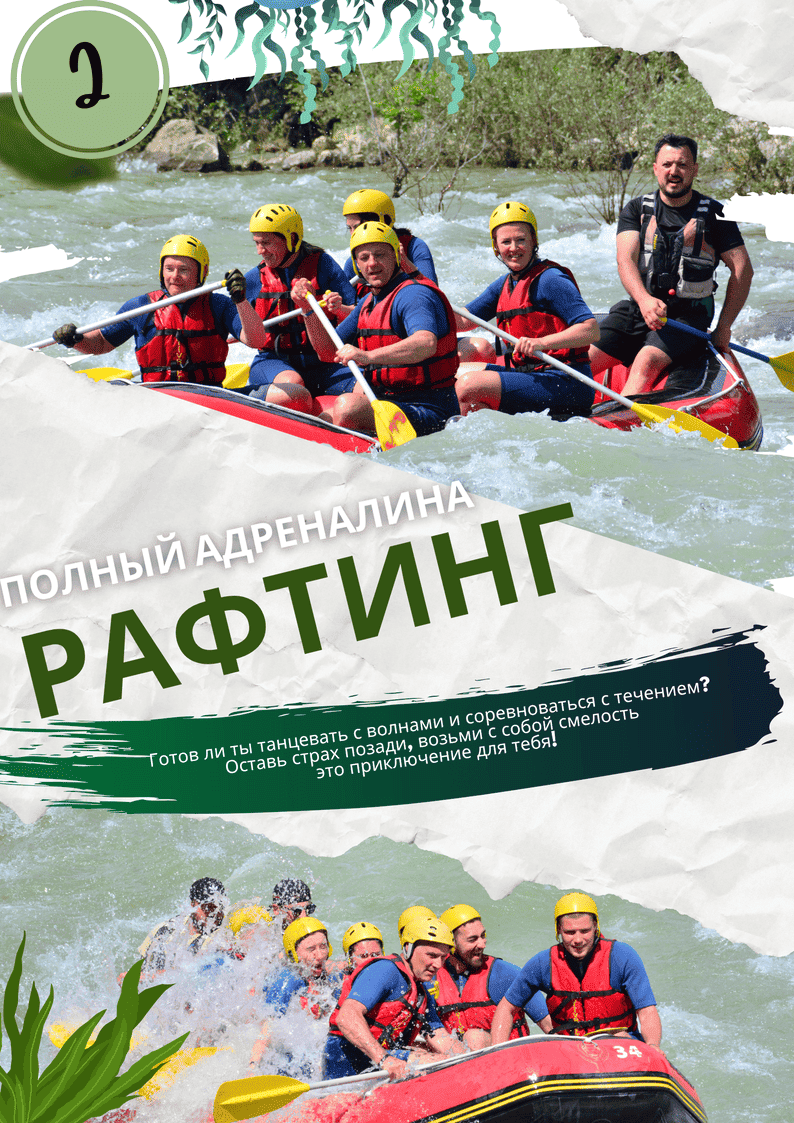 2
ПОЛНЫЙ АДРЕНАЛИНА
РАФТИНГ
Готов ли ты танцевать с волнами и соревноваться с течением?
Оставь страх позади, возьми с собой смелость
это приключение для тебя!
34